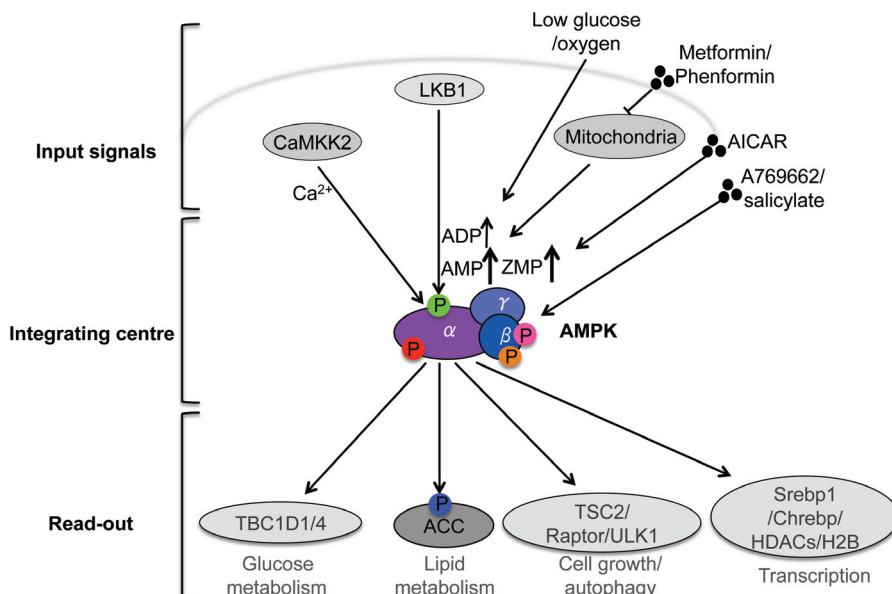 Low glucose
/oxygen
Metformin/
Phenformin
LKB1
CaMKK2
Mitochondria
AICAR
Input signals
A769662/
salicylate
Ca²⁺
ADP
AMP
ZMP
P
γ
α
β
P
P
P
AMPK
Integrating centre
Read-out
TBC1D1/4
Glucose
metabolism
P
ACC
Lipid
metabolism
TSC2/
Raptor/ULK1
Cell growth/
autophagy
Srebp1
/Chrebp/
HDACs/H2B
Transcription